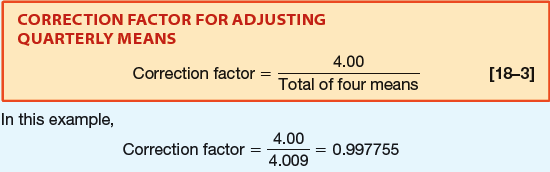 CORRECTION FACTOR FOR ADJUSTING
QUARTERLY MEANS
Correction factor = 4.00 / Total of four means [18–3]
In this example,
Correction factor = 4.00 / 4.009 = 0.997755